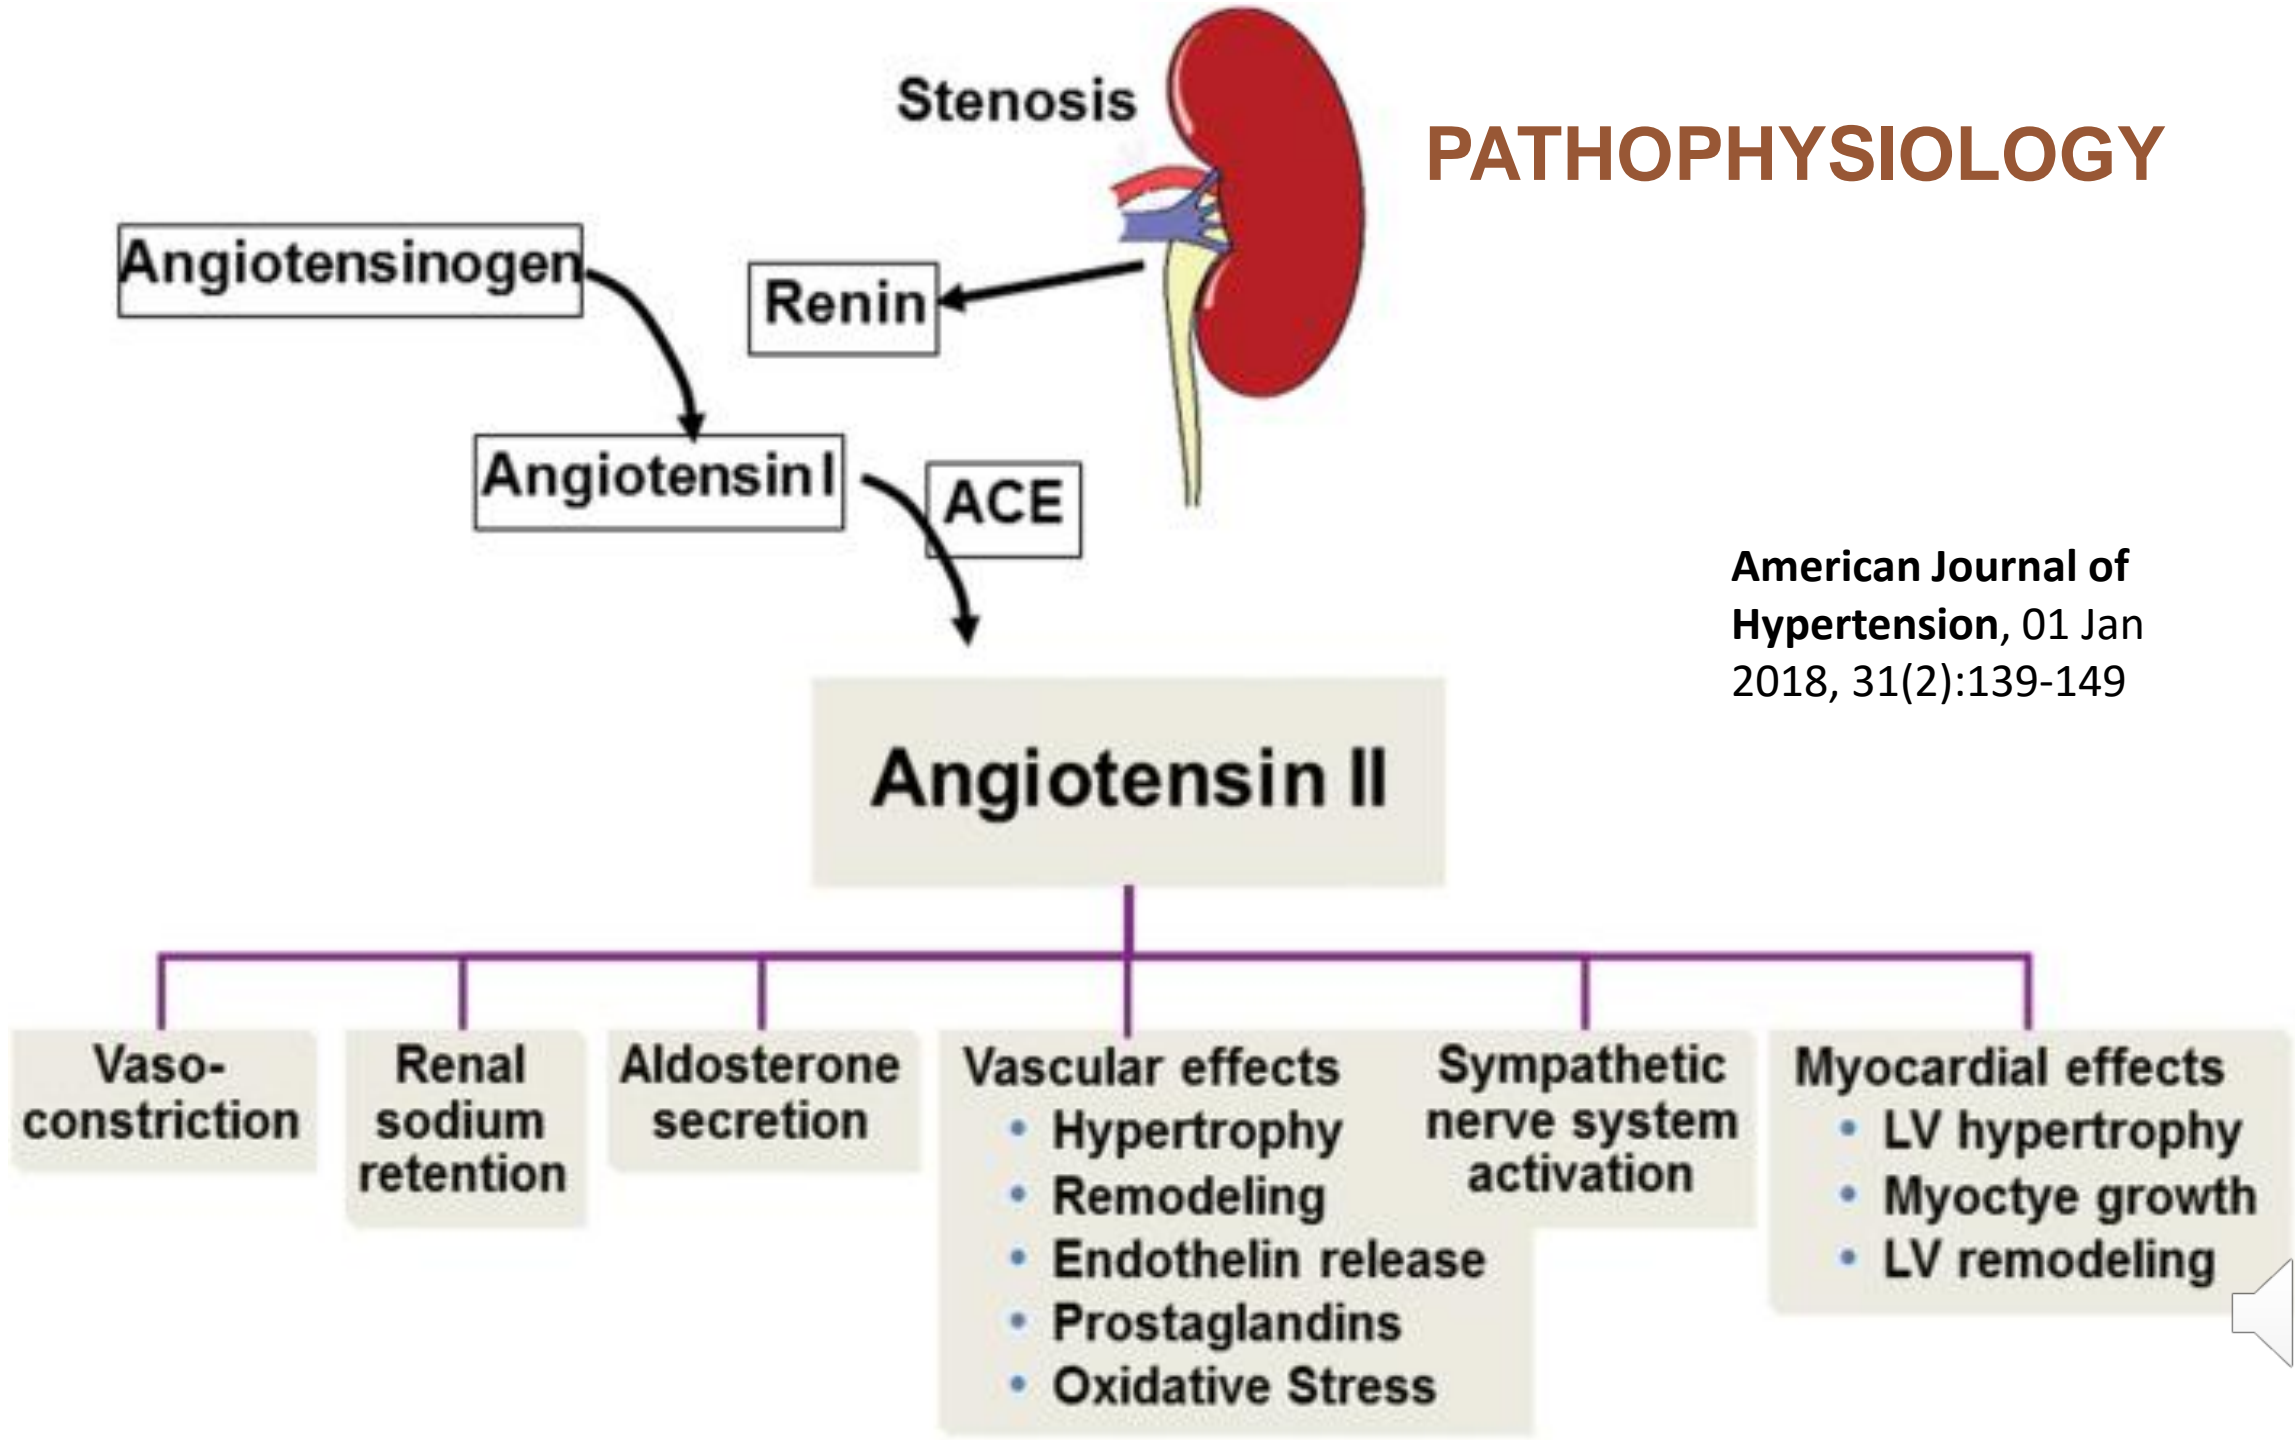 Stenosis
PATHOPHYSIOLOGY
Angiotensinogen
Renin
Angiotensin I
ACE
American Journal of
Hypertension, 01 Jan
2018, 31(2):139-149
Angiotensin II
Vaso-
constriction
Renal
sodium
retention
Aldosterone
secretion
Vascular effects
• Hypertrophy
• Remodeling
• Endothelin release
• Prostaglandins
• Oxidative Stress
Sympathetic
nerve system
activation
Myocardial effects
• LV hypertrophy
• Myoctye growth
• LV remodeling